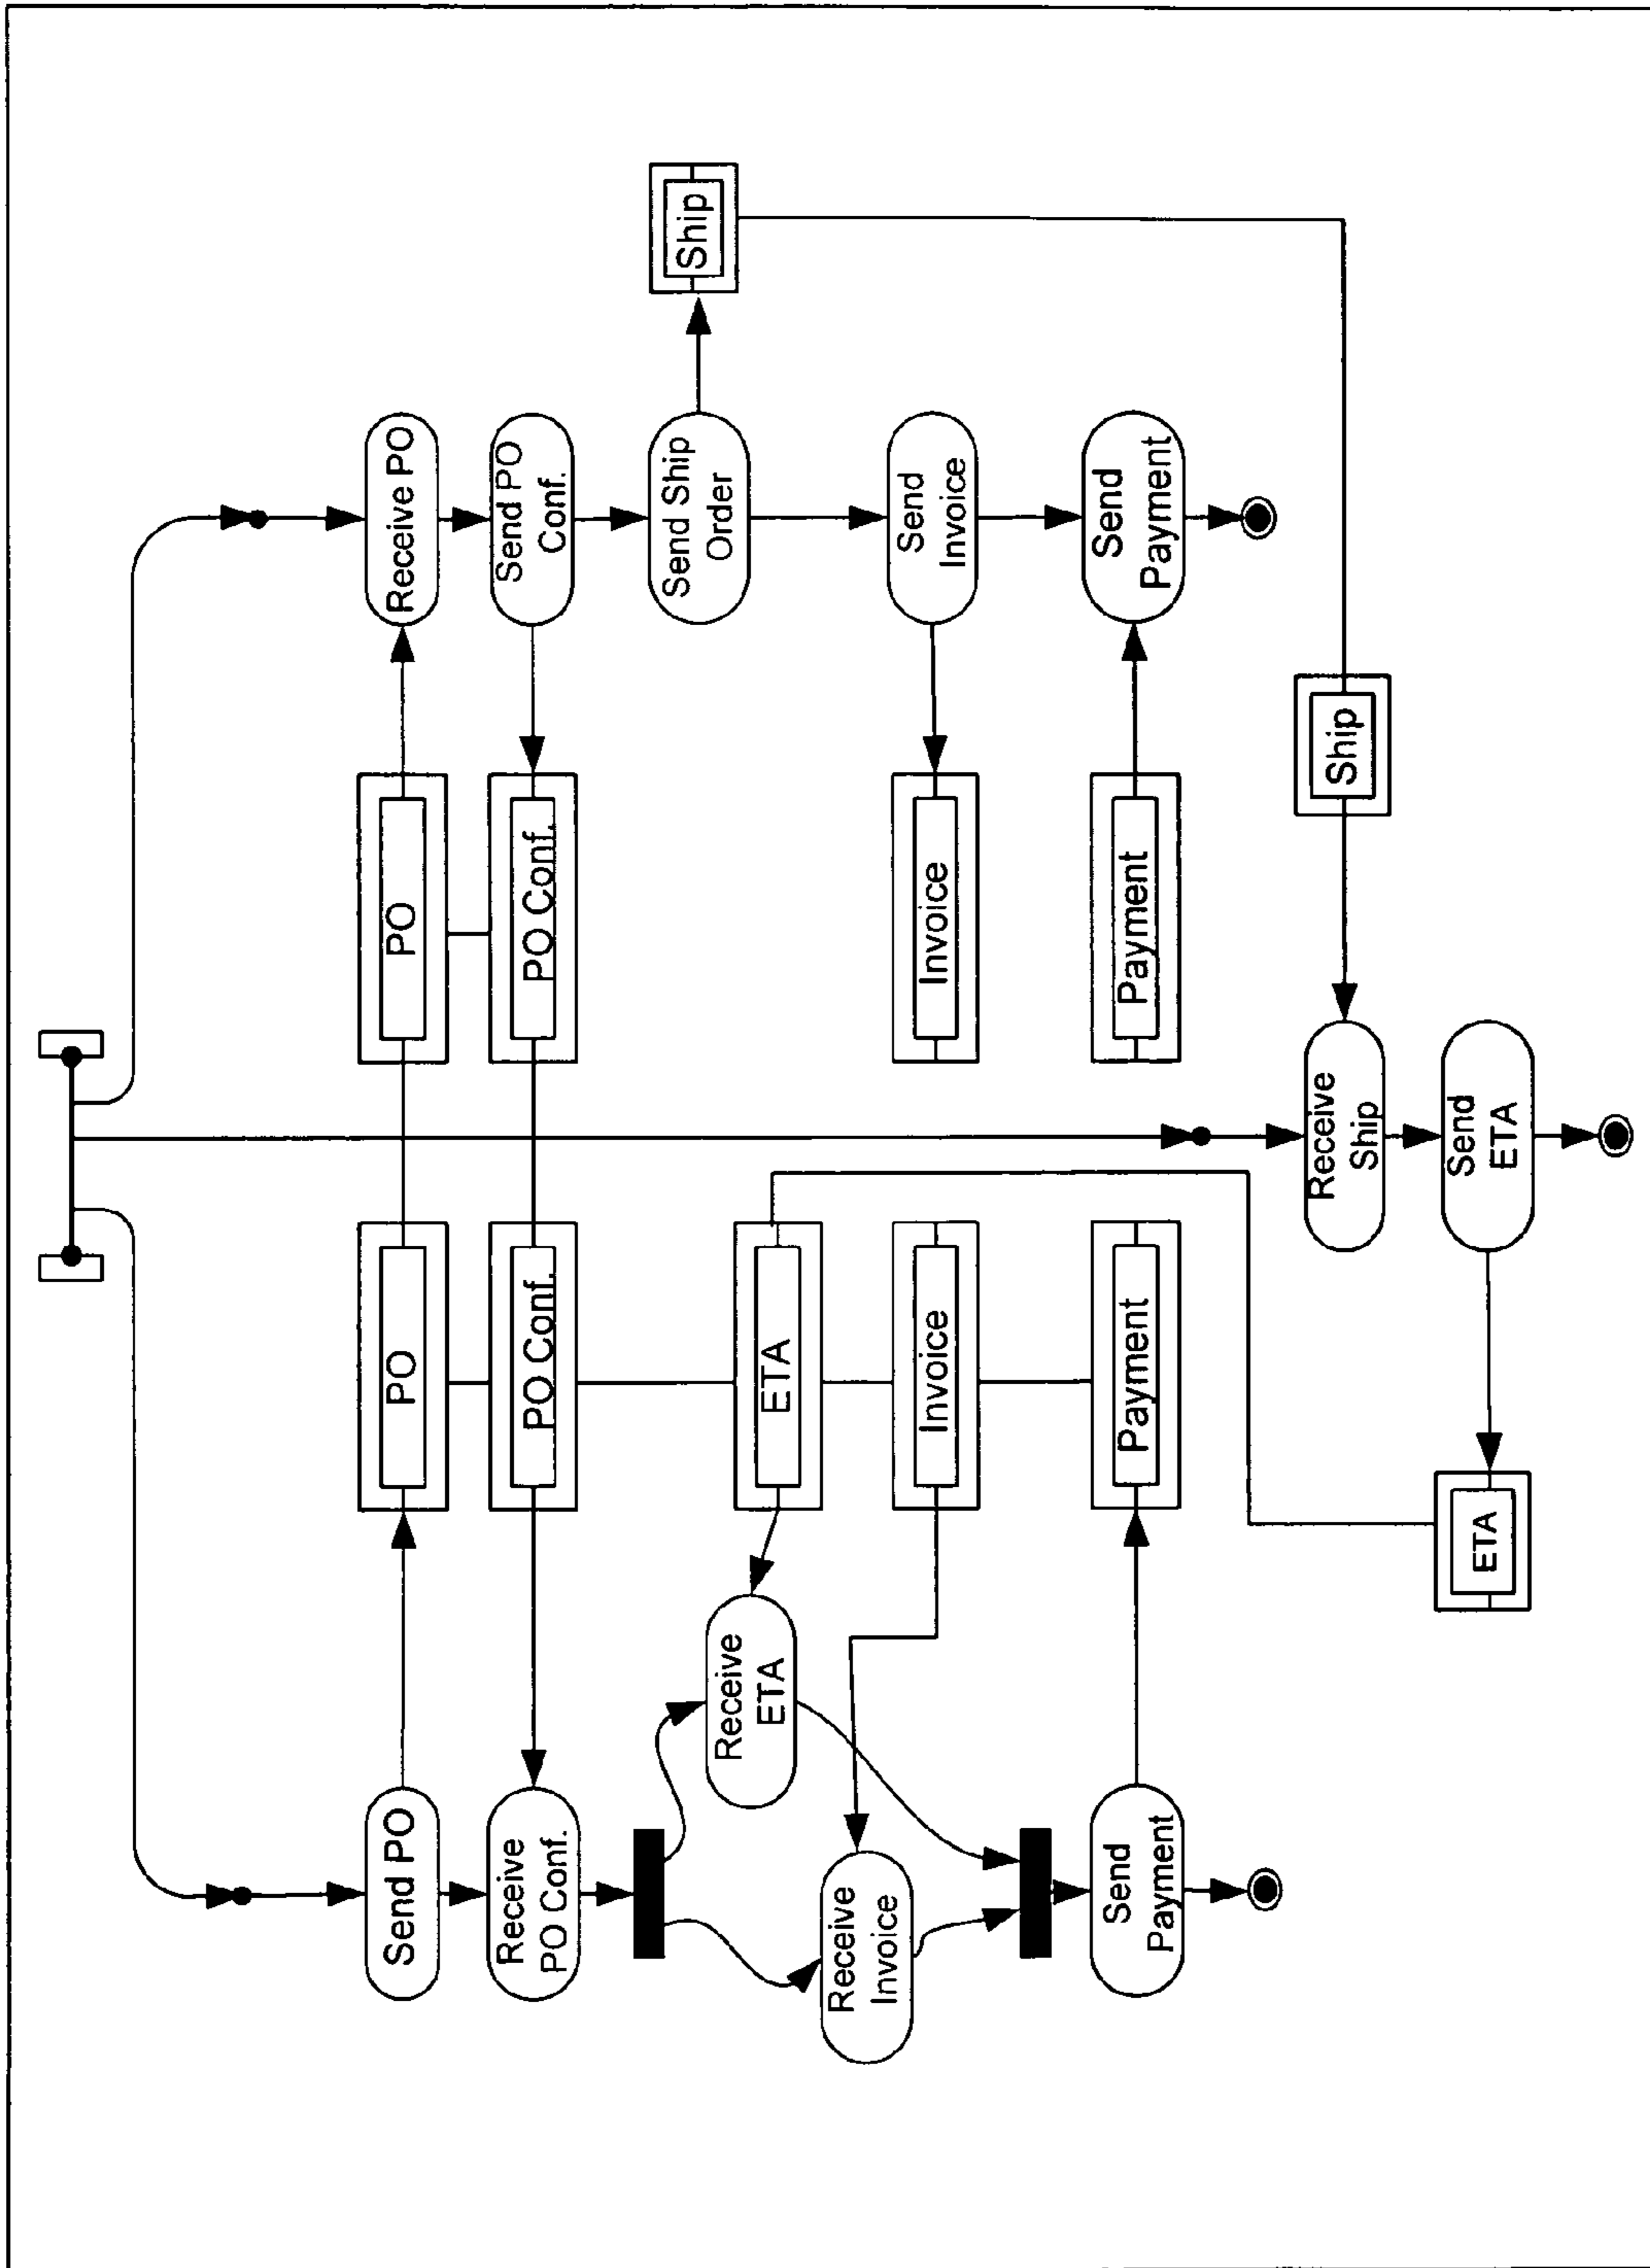 Send PO
PO
PO
Receive PO
Receive
PO Conf.
PO Conf.
PO Conf.
Send PO
Conf.
Receive
ETA
ETA
Send Ship
Order
Ship
Receive
Invoice
Invoice
Invoice
Send
Invoice
Send
Payment
Payment
Payment
Send
Payment
Receive
Ship
Ship
ETA
Send
ETA